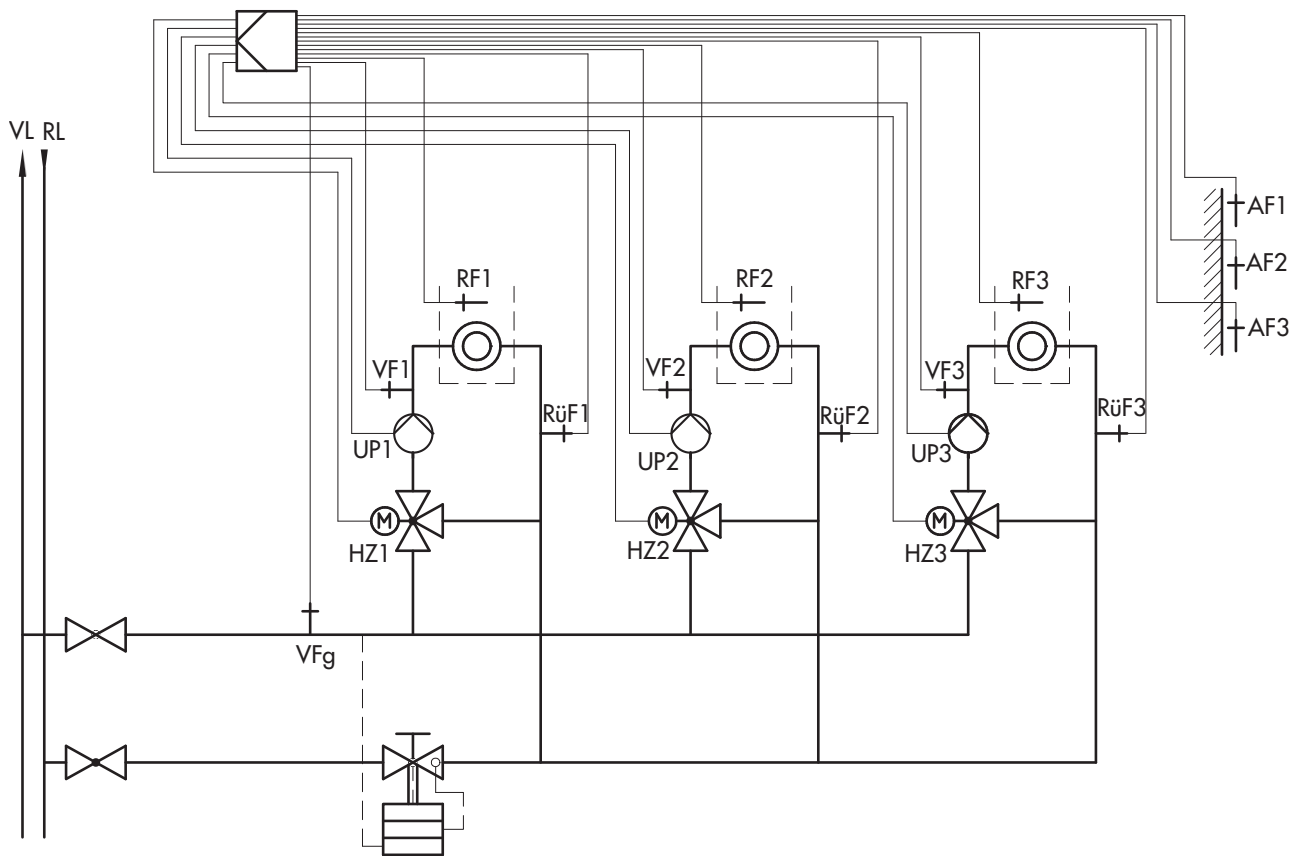 VL RL
AF1
AF2
AF3
RF1
RF2
RF3
VF1
VF2
VF3
RüF1
RüF2
RüF3
UP1
UP2
UP3
M
M
M
HZ1
HZ2
HZ3
VFg